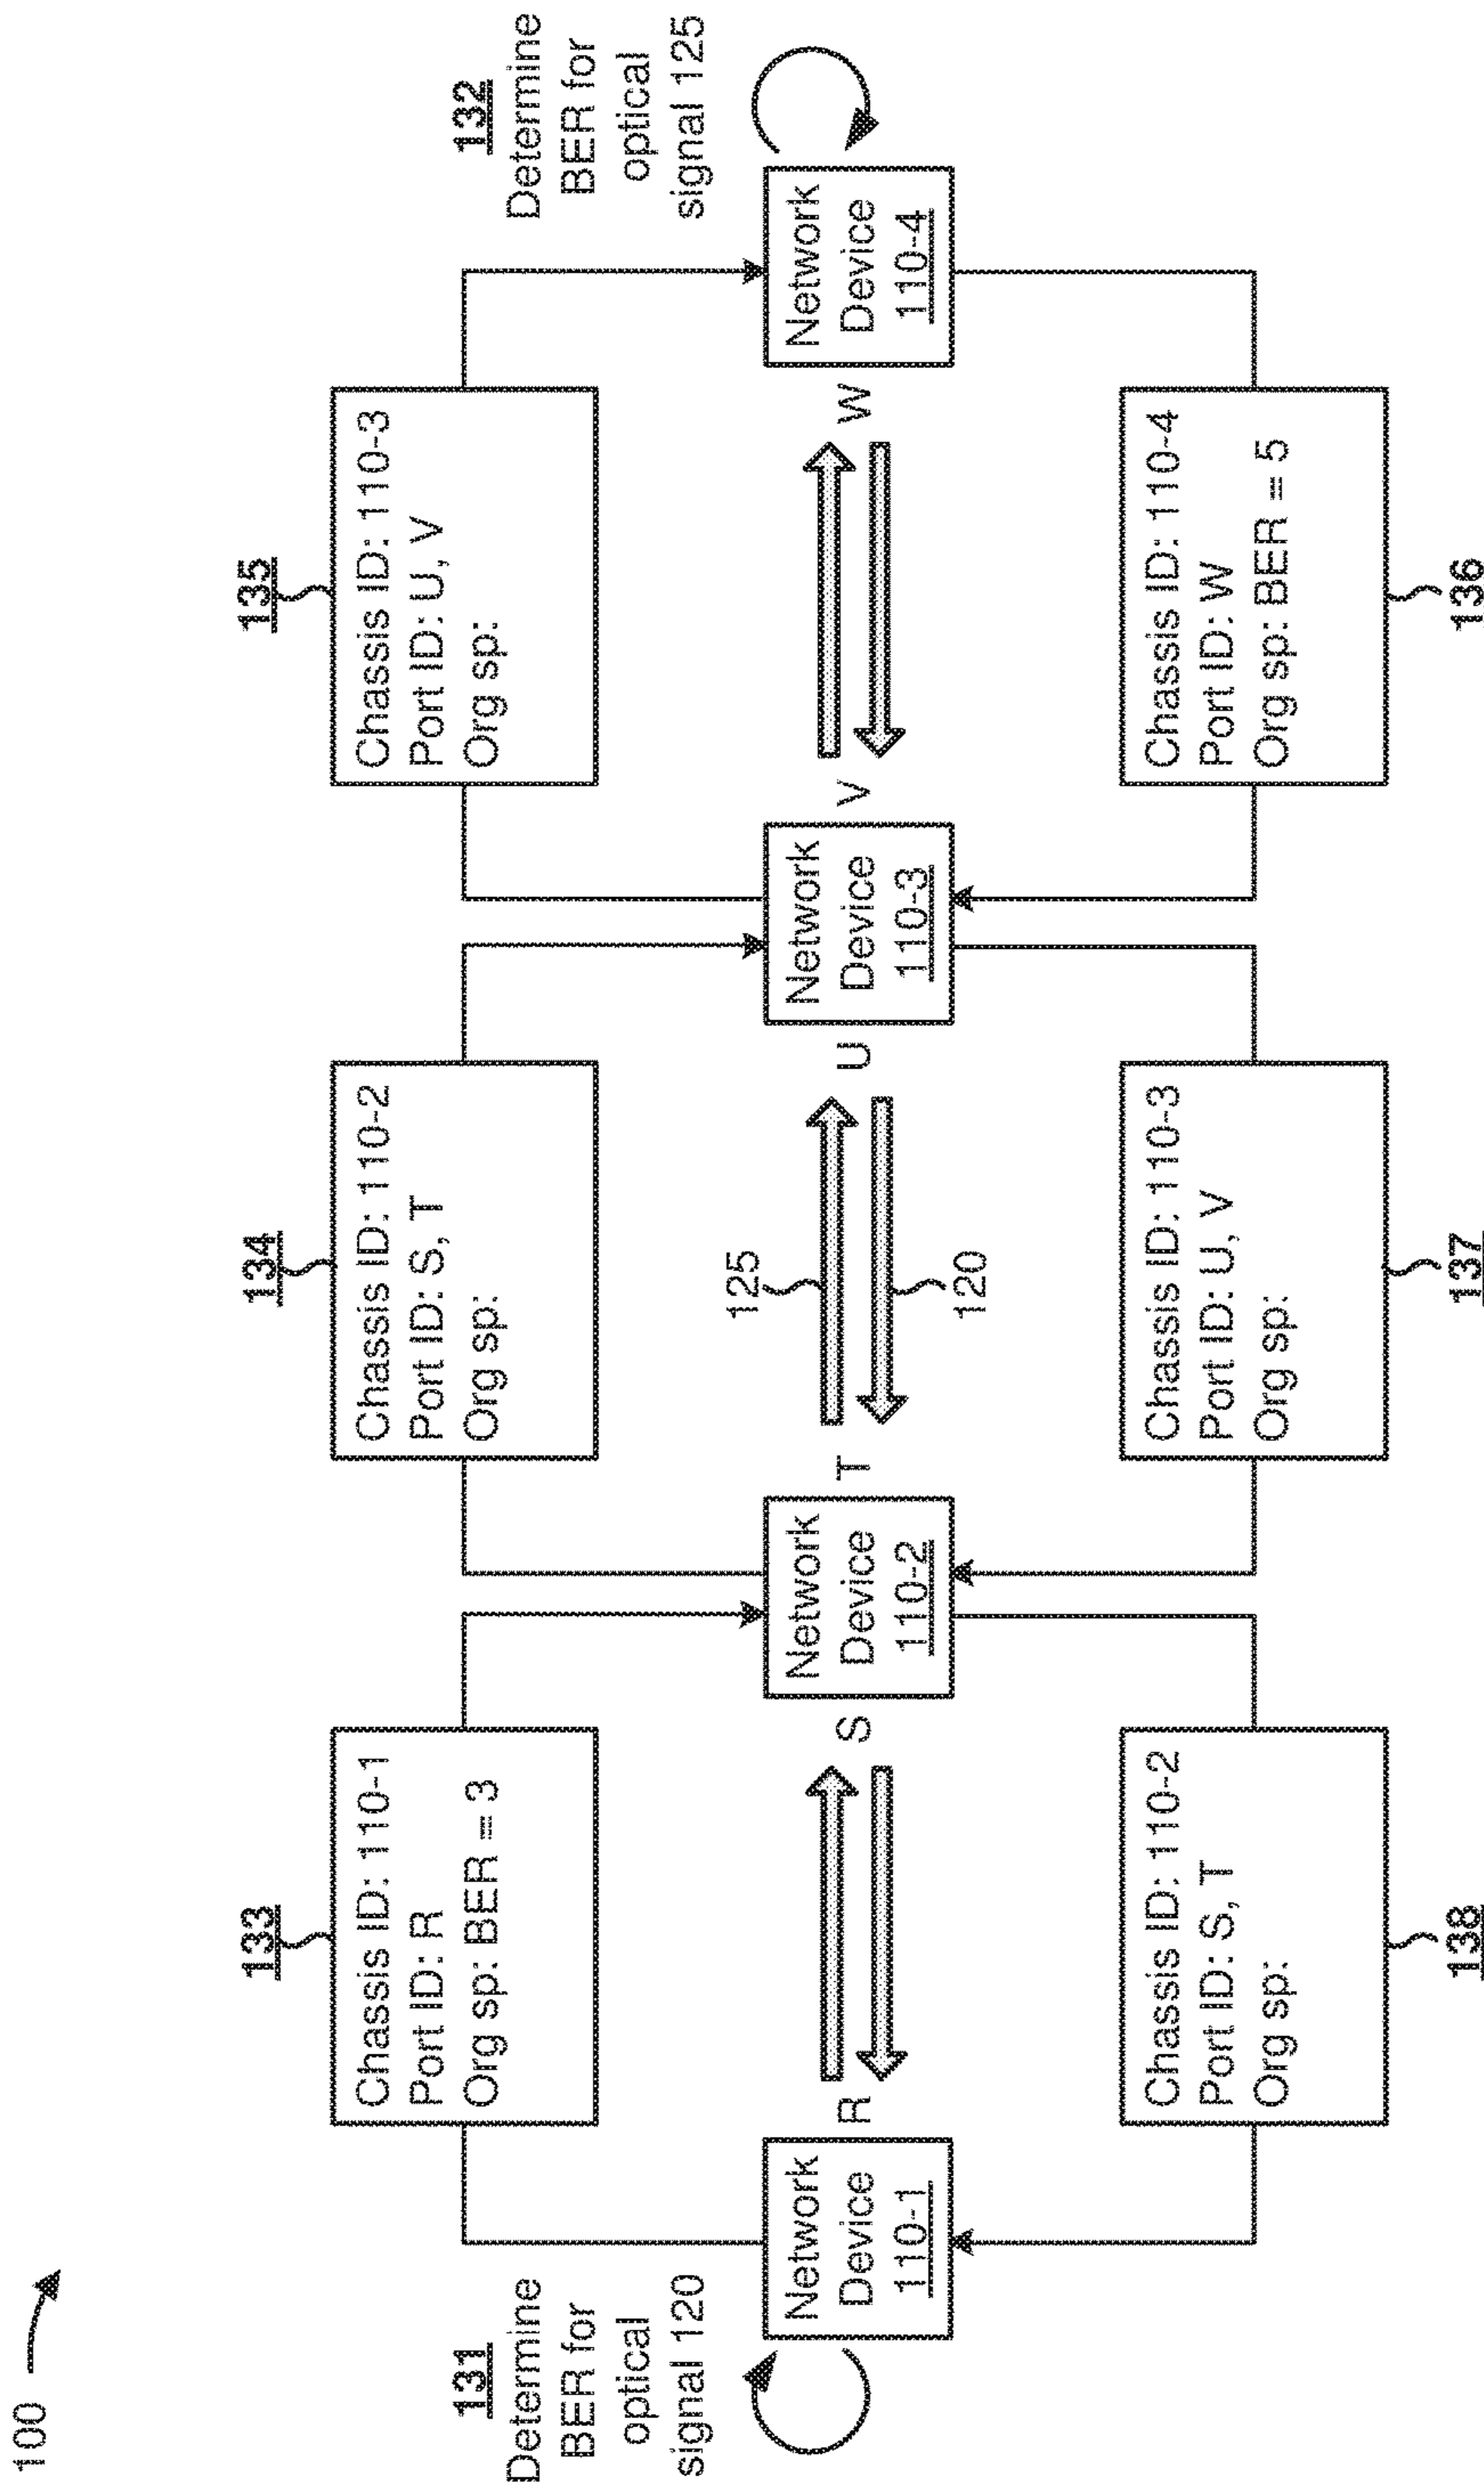 100
131
Determine
BER for
optical
signal 120
132
Determine
BER for
optical
signal 125
133
Chassis ID: 110-1
Port ID: R
Org sp: BER = 3
134
Chassis ID: 110-2
Port ID: S, T
Org sp:
135
Chassis ID: 110-3
Port ID: U, V
Org sp:
Network
Device
110-1
R
S
Network
Device
110-2
T
125
120
U
Network
Device
110-3
V
W
Network
Device
110-4
Chassis ID: 110-2
Port ID: S, T
Org sp:
138
Chassis ID: 110-3
Port ID: U, V
Org sp:
137
Chassis ID: 110-4
Port ID: W
Org sp: BER = 5
136